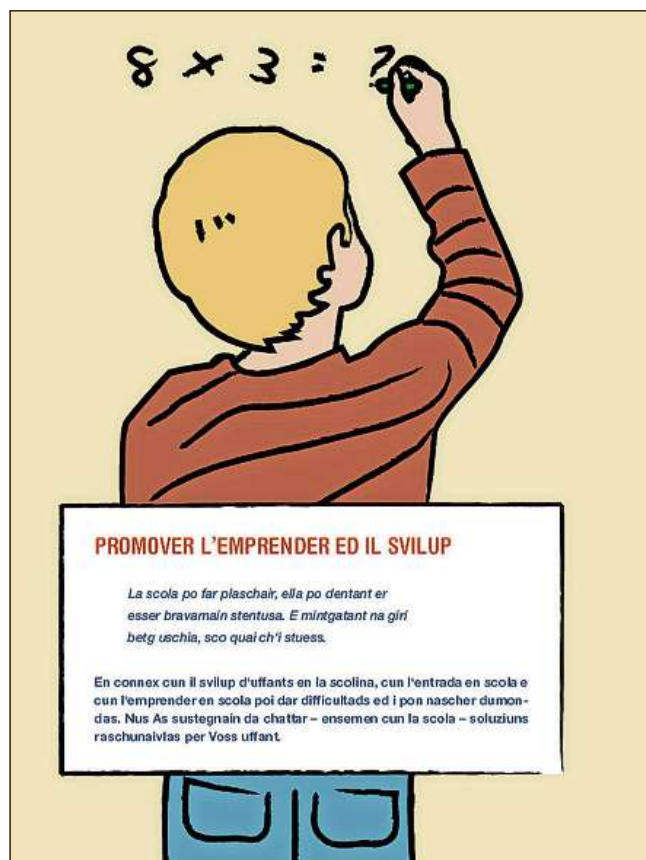 8 × 3 = ?
PROMOVER L'EMPRENDER ED IL SVILUP
La scola po far plaschair, ella po dentant er
esser bravamain stentusa. E mintgatant na giri
betg uschia, sco quai ch'i stuess.
En connex cun il svilup d'uffants en la scolina, cun l'entrada en scola e
cun l'emprender en scola poi dar difficultads ed i pon nascher dumon-
das. Nus As sustegnain da chattar – ensemen cun la scola – soluziuns
raschunaivlas per Voss uffant.